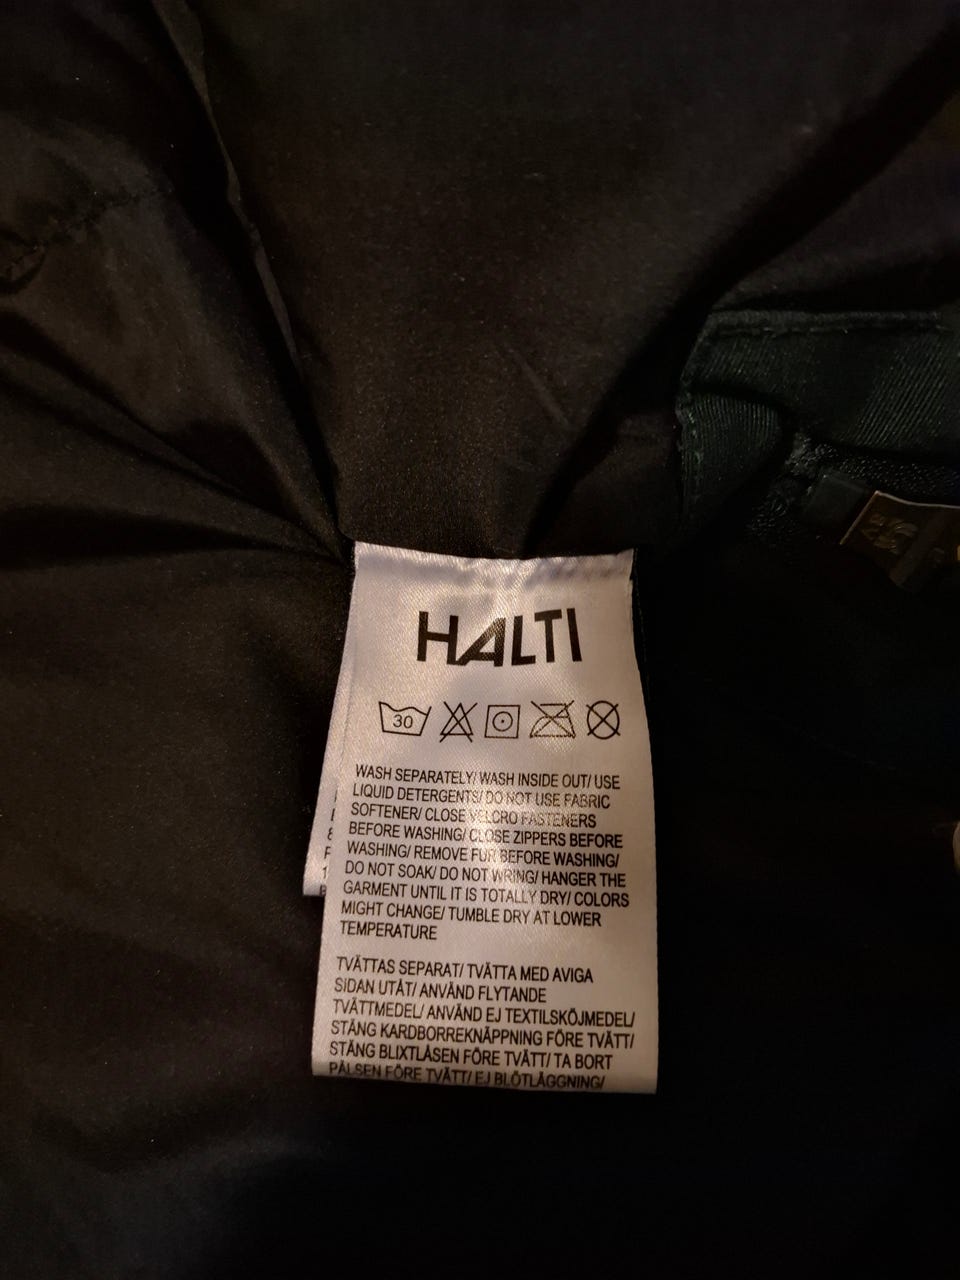 HALTI
30
WASH SEPARATELY/ WASH INSIDE OUT/ USE
LIQUID DETERGENTS/ DO NOT USE FABRIC
SOFTENER/ CLOSE VELCRO FASTENERS
BEFORE WASHING/ CLOSE ZIPPERS BEFORE
WASHING/ REMOVE FUR BEFORE WASHING/
DO NOT SOAK/ DO NOT WRING/ HANGER THE
GARMENT UNTIL IT IS TOTALLY DRY/ COLORS
MIGHT CHANGE/ TUMBLE DRY AT LOWER
TEMPERATURE
TVÄTTAS SEPARAT/ TVÄTTA MED AVIGA
SIDAN UTÅT/ ANVÄND FLYTANDE
TVÄTTMEDEL/ ANVÄND EJ TEXTILSKÖJMEDEL/
STÄNG KARDBORREKNÄPPNING FÖRE TVÄTT/
STÄNG BLIXTLÅSEN FÖRE TVÄTT/ TA BORT
PÄLSEN FÖRE TVÄTT/ EJ BLÖTLÄGGNING/